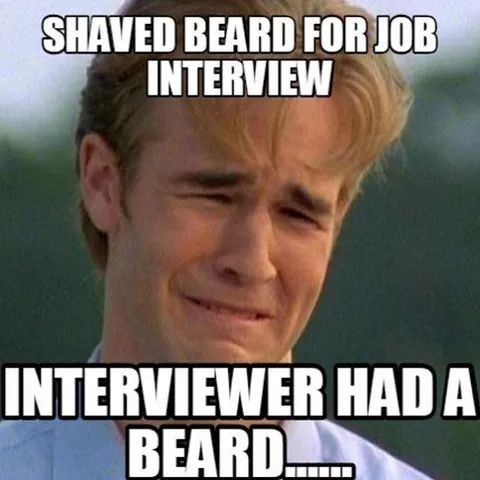 SHAVED BEARD FOR JOB
INTERVIEW
INTERVIEWER HAD A
BEARD......